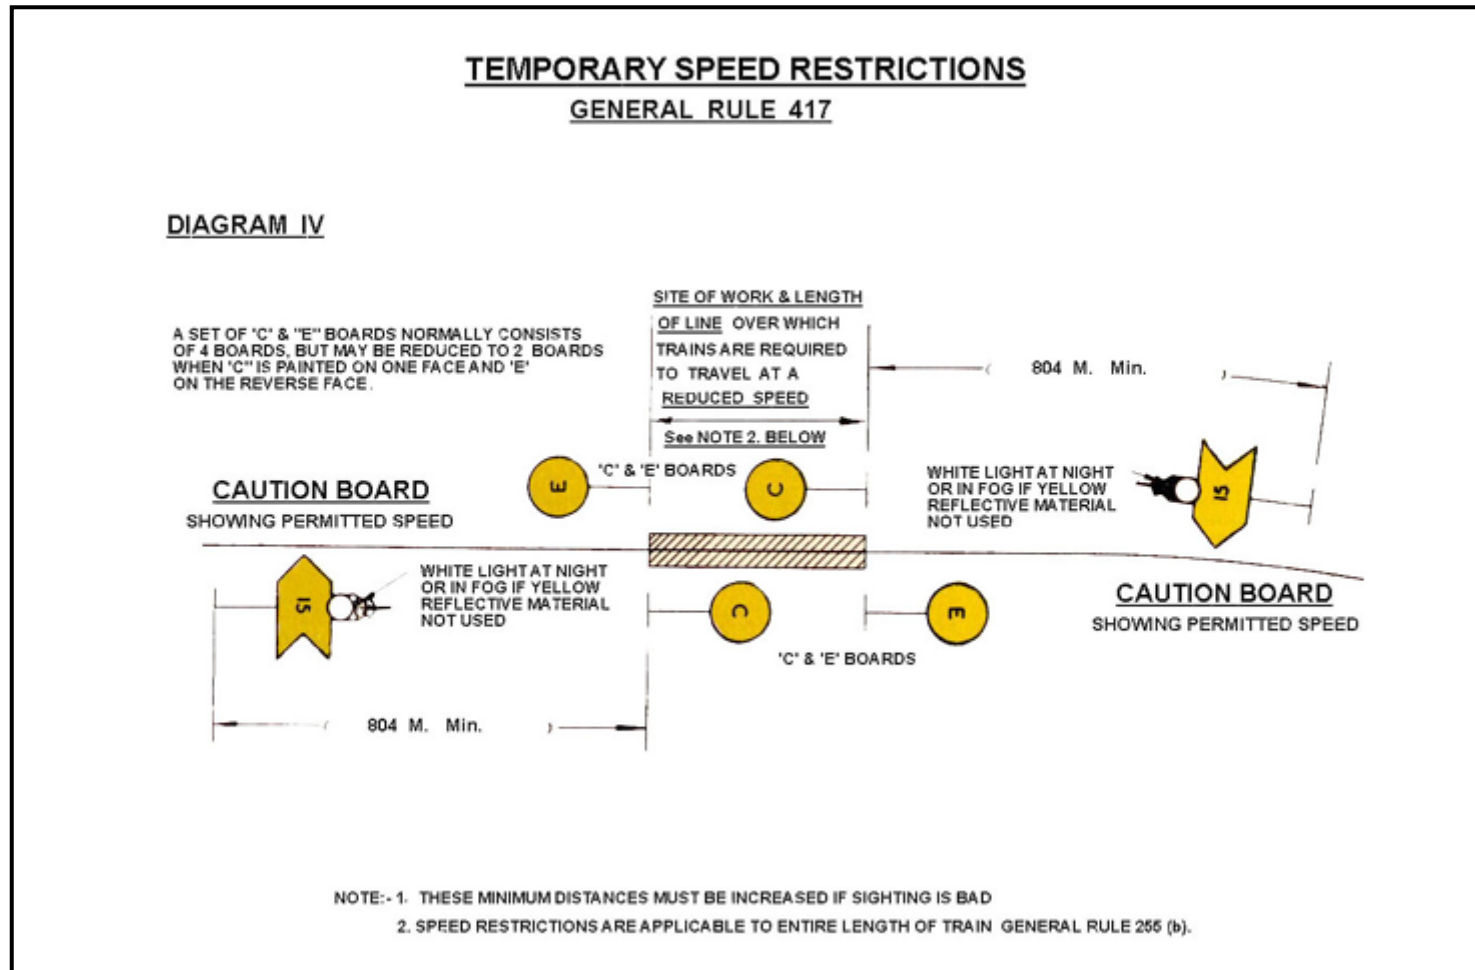 TEMPORARY SPEED RESTRICTIONS
GENERAL RULE 417
DIAGRAM IV
A SET OF 'C' & "E" BOARDS NORMALLY CONSISTS
OF 4 BOARDS, BUT MAY BE REDUCED TO 2 BOARDS
WHEN 'C" IS PAINTED ON ONE FACE AND 'E'
ON THE REVERSE FACE.
SITE OF WORK & LENGTH
OF LINE OVER WHICH
TRAINS ARE REQUIRED
TO TRAVEL AT A
REDUCED SPEED
See NOTE 2. BELOW
804 M. Min.
E
'C' & 'E' BOARDS
C
WHITE LIGHT AT NIGHT
OR IN FOG IF YELLOW
REFLECTIVE MATERIAL
NOT USED
15
CAUTION BOARD
SHOWING PERMITTED SPEED
15
WHITE LIGHT AT NIGHT
OR IN FOG IF YELLOW
REFLECTIVE MATERIAL
NOT USED
C
E
'C' & 'E' BOARDS
CAUTION BOARD
SHOWING PERMITTED SPEED
804 M. Min.
NOTE:- 1. THESE MINIMUM DISTANCES MUST BE INCREASED IF SIGHTING IS BAD
2. SPEED RESTRICTIONS ARE APPLICABLE TO ENTIRE LENGTH OF TRAIN GENERAL RULE 255 (b).